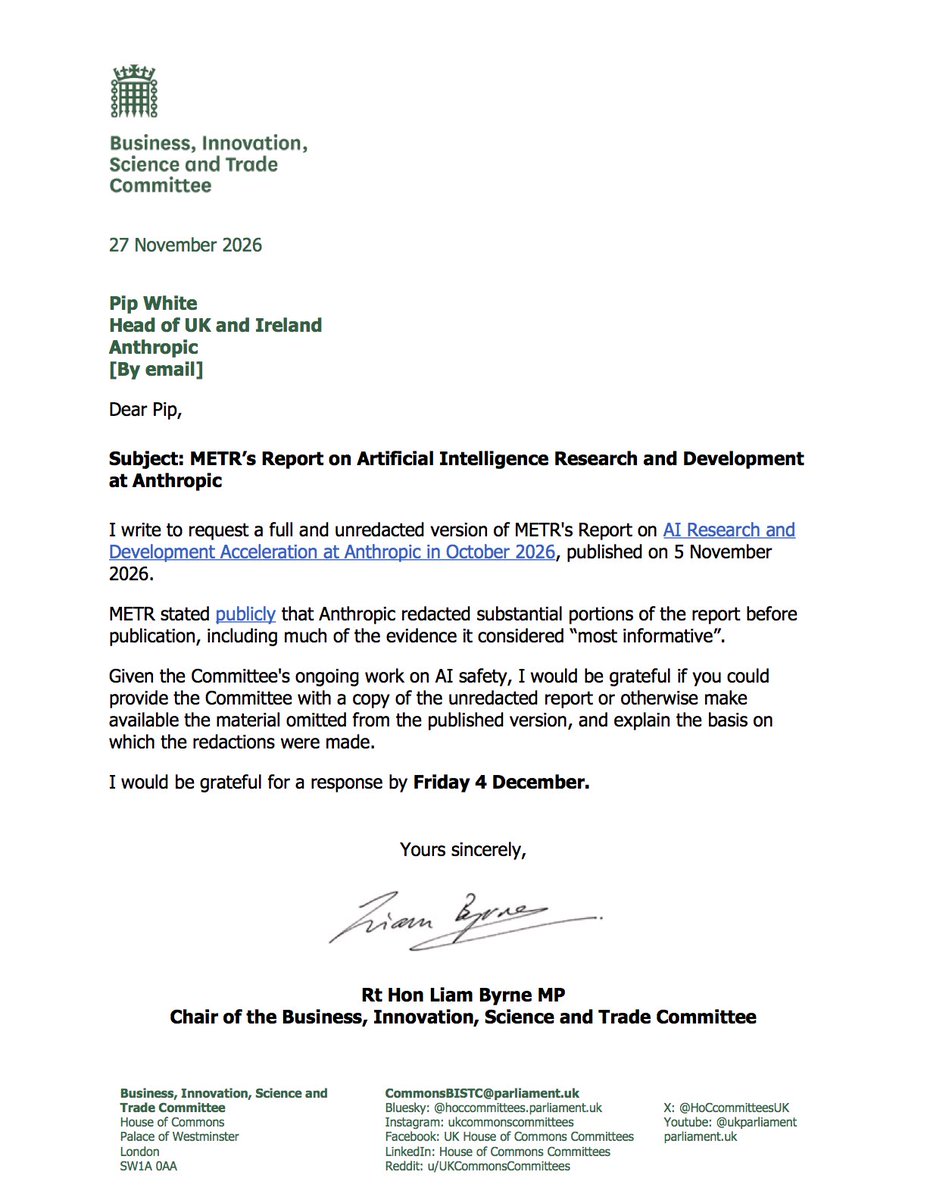 Business, Innovation,
Science and Trade
Committee
27 November 2026
Pip White
Head of UK and Ireland
Anthropic
[By email]
Dear Pip,
Subject: METR’s Report on Artificial Intelligence Research and Development
at Anthropic
I write to request a full and unredacted version of METR's Report on AI Research and
Development Acceleration at Anthropic in October 2026, published on 5 November
2026.
METR stated publicly that Anthropic redacted substantial portions of the report before
publication, including much of the evidence it considered “most informative”.
Given the Committee's ongoing work on AI safety, I would be grateful if you could
provide the Committee with a copy of the unredacted report or otherwise make
available the material omitted from the published version, and explain the basis on
which the redactions were made.
I would be grateful for a response by Friday 4 December.
Yours sincerely,
Liam Byrne
Rt Hon Liam Byrne MP
Chair of the Business, Innovation, Science and Trade Committee
Business, Innovation, Science and
Trade Committee
House of Commons
Palace of Westminster
London
SW1A 0AA
CommonsBISTC@parliament.uk
Bluesky: @hoccommittees.parliament.uk
Instagram: ukcommonscommittees
Facebook: UK House of Commons Committees
LinkedIn: House of Commons Committees
Reddit: u/UKCommonsCommittees
X: @HoCcommitteesUK
Youtube: @ukparliament
parliament.uk